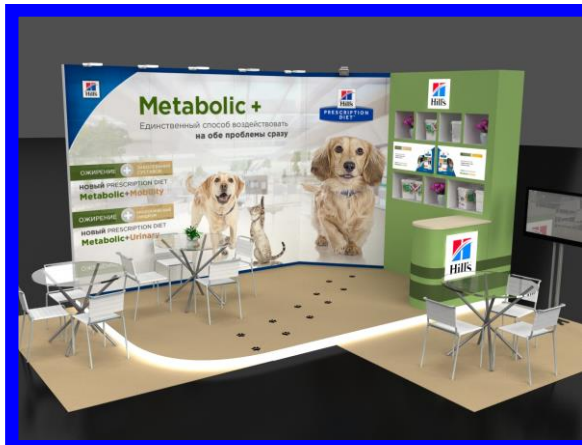 Hill's
Metabolic +
Единственный способ воздействовать
на обе проблемы сразу
Hill's
PRESCRIPTION
DIET
ОЖИРЕНИЕ +
НОВЫЙ PRESCRIPTION DIET
Metabolic+Mobility
ОЖИРЕНИЕ +
НОВЫЙ PRESCRIPTION DIET
Metabolic+Urinary
Hill's
Hill's